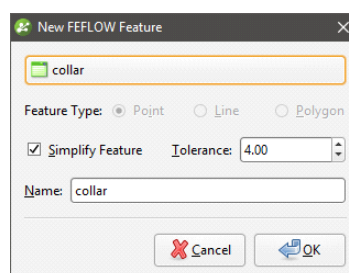 New FEFLOW Feature
collar
Feature Type: Point Line Polygon
Simplify Feature Tolerance: 4.00
Name: collar
Cancel OK